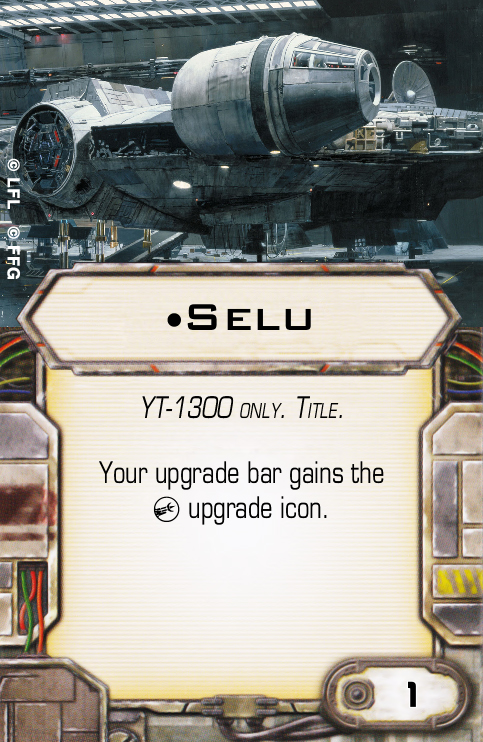 © LFL © FFG
•SELU
YT-1300 ONLY. TITLE.
Your upgrade bar gains the
upgrade icon.
1